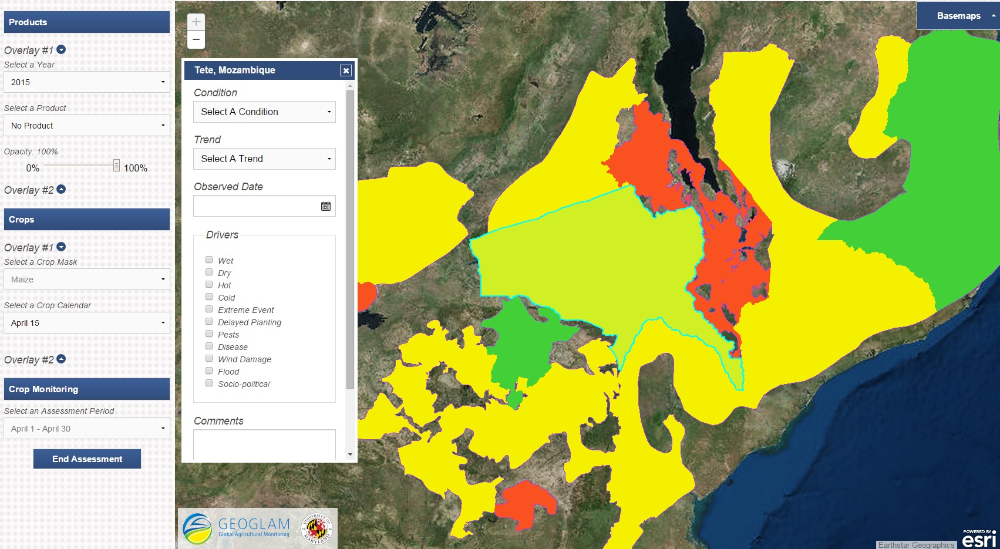 Products
Overlay #1
Select a Year
2015
Select a Product
No Product
Opacity: 100%
0%
100%
Overlay #2
Crops
Overlay #1
Select a Crop Mask
Maize
Select a Crop Calendar
April 15
Overlay #2
Crop Monitoring
Select an Assessment Period
April 1 - April 30
End Assessment
+
−
Tete, Mozambique
Condition
Select A Condition
Trend
Select A Trend
Observed Date
Drivers
Wet
Dry
Hot
Cold
Extreme Event
Delayed Planting
Pests
Disease
Wind Damage
Flood
Socio-political
Comments
Basemaps
GEOGLAM
Global Agricultural Monitoring
UNIVERSITY OF
MARYLAND
18 56
Earthstar Geographics
POWERED BY
esri